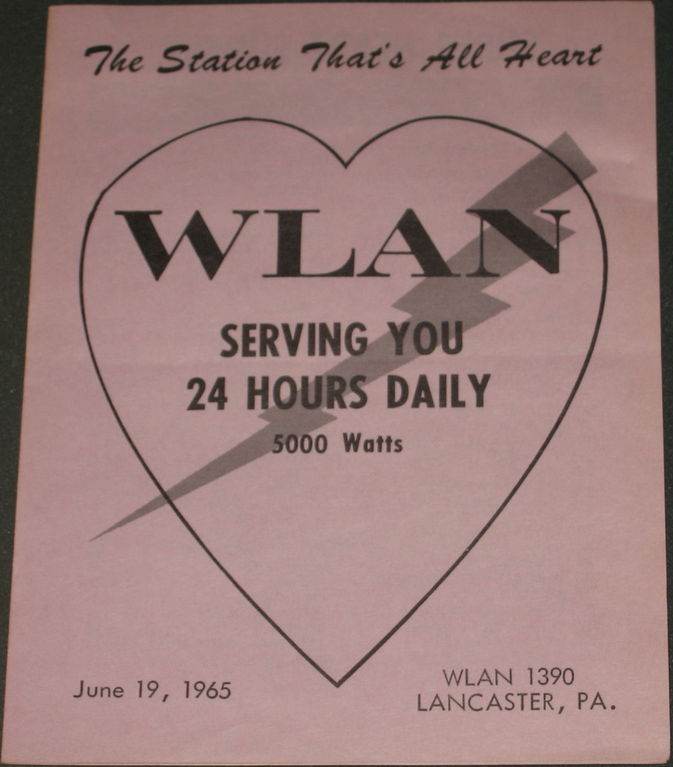 The Station That's All Heart
WLAN
SERVING YOU
24 HOURS DAILY
5000 Watts
June 19, 1965
WLAN 1390
LANCASTER, PA.